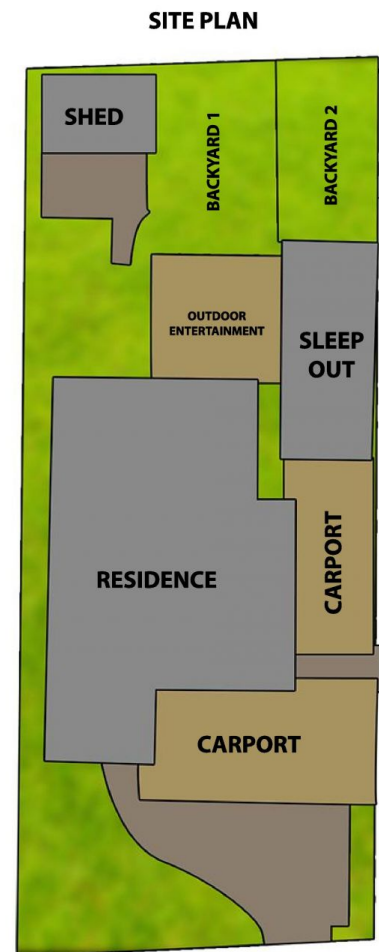 SITE PLAN
SHED
BACKYARD 1
BACKYARD 2
OUTDOOR
ENTERTAINMENT
SLEEP
OUT
CARPORT
RESIDENCE
CARPORT